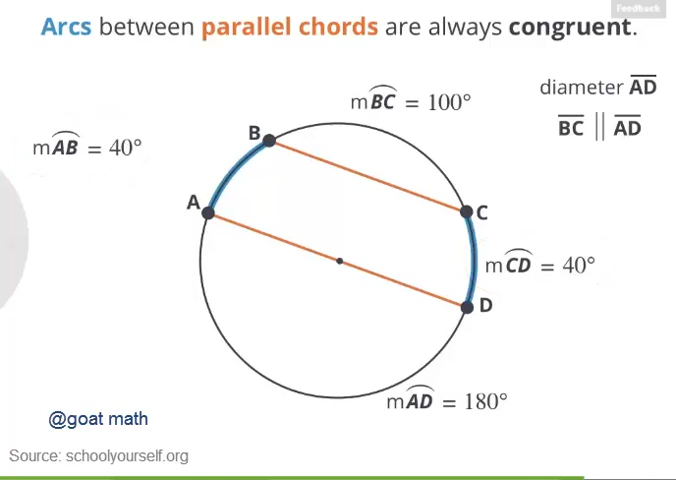 Feedback
Arcs between parallel chords are always congruent.
diameter AD
BC || AD
mBC = 100°
mAB = 40°
B
A
C
mCD = 40°
D
mAD = 180°
@goat math
Source: schoolyourself.org